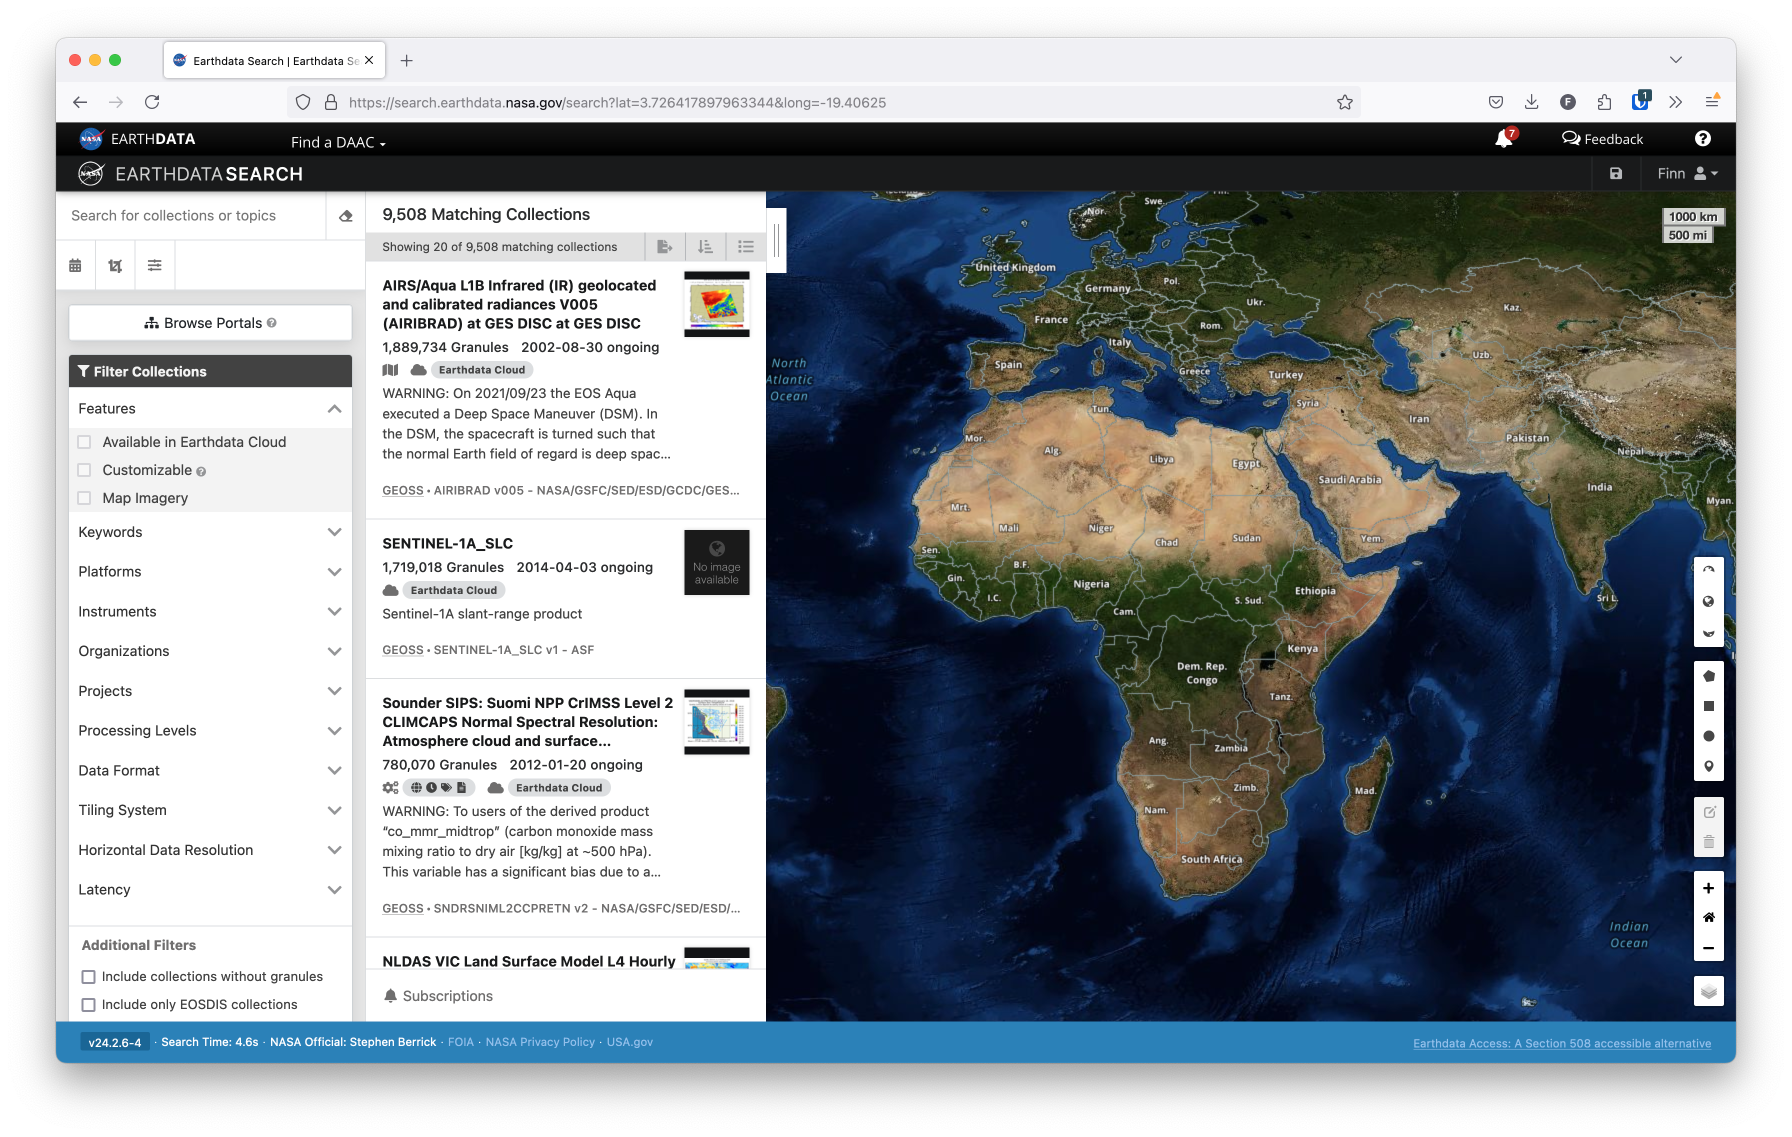 Earthdata Search | Earthdata Se
https://search.earthdata.nasa.gov/search?lat=3.726417897963344&long=-19.40625
F
1
NASA
EARTHDATA
Find a DAAC
7
Feedback
EARTHDATA SEARCH
Finn
Search for collections or topics
Browse Portals
Filter Collections
Features
Available in Earthdata Cloud
Customizable
Map Imagery
Keywords
Platforms
Instruments
Organizations
Projects
Processing Levels
Data Format
Tiling System
Horizontal Data Resolution
Latency
Additional Filters
Include collections without granules
Include only EOSDIS collections
9,508 Matching Collections
Showing 20 of 9,508 matching collections
AIRS/Aqua L1B Infrared (IR) geolocated
and calibrated radiances V005
(AIRIBRAD) at GES DISC at GES DISC
1,889,734 Granules 2002-08-30 ongoing
Earthdata Cloud
WARNING: On 2021/09/23 the EOS Aqua
executed a Deep Space Maneuver (DSM). In
the DSM, the spacecraft is turned such that
the normal Earth field of regard is deep spac...
GEOSS • AIRIBRAD v005 - NASA/GSFC/SED/ESD/GCDC/GES...
SENTINEL-1A_SLC
1,719,018 Granules 2014-04-03 ongoing
Earthdata Cloud
Sentinel-1A slant-range product
GEOSS • SENTINEL-1A_SLC v1 - ASF
No image
available
Sounder SIPS: Suomi NPP CrIMSS Level 2
CLIMCAPS Normal Spectral Resolution:
Atmosphere cloud and surface...
780,070 Granules 2012-01-20 ongoing
Earthdata Cloud
WARNING: To users of the derived product
“co_mmr_midtrop” (carbon monoxide mass
mixing ratio to dry air [kg/kg] at ~500 hPa).
This variable has a significant bias due to a...
GEOSS • SNDRSNIML2CCPRETN v2 - NASA/GSFC/SED/ESD/...
NLDAS VIC Land Surface Model L4 Hourly
Subscriptions
1000 km
500 mi
Swe.
Nor.
Fin.
United Kingdom
Germany
Pol.
Ukr.
Kaz.
France
Rom.
Italy
Uzb.
North
Atlantic
Ocean
Spain
Greece
Turkey
Tun.
Syria
Iran
Mor.
Alg.
Libya
Egypt
Pakistan
Nepal
Saudi Arabia
India
Myan.
Mrt.
Mali
Niger
Chad
Sudan
Yem.
Sen.
B.F.
Gin.
Nigeria
Ethiopia
I.C.
Cam.
S. Sud.
Sri L.
Kenya
Dem. Rep.
Congo
Tanz.
Ang.
Zambia
Zimb.
Mad.
Nam.
South Africa
Indian
Ocean
v24.2.6-4 · Search Time: 4.6s · NASA Official: Stephen Berrick · FOIA · NASA Privacy Policy · USA.gov
Earthdata Access: A Section 508 accessible alternative